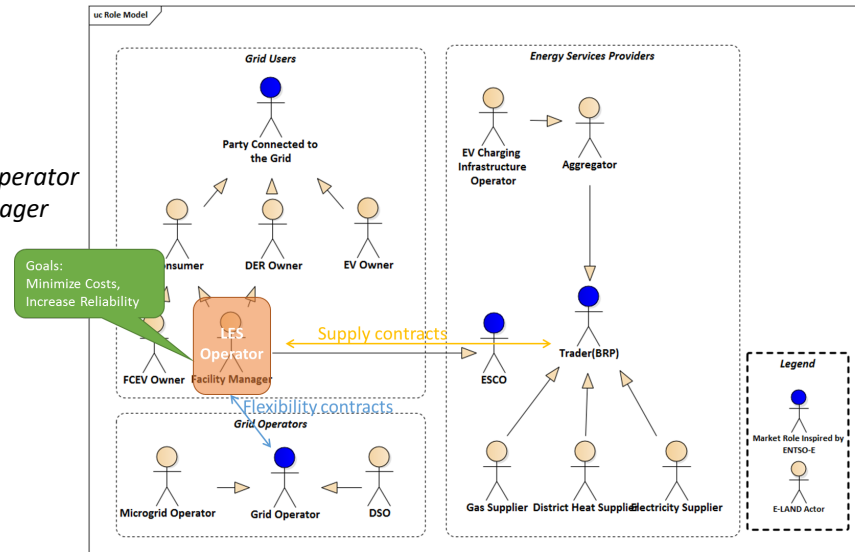 uc Role Model
Grid Users
Party Connected to
the Grid
DER Owner
EV Owner
perator
ager
Goals:
Minimize Costs,
Increase Reliability
LES
Operator
FCEV Owner
Facility Manager
Supply contracts
Flexibility contracts
Grid Operators
Microgrid Operator
Grid Operator
DSO
Energy Services Providers
EV Charging
Infrastructure
Operator
Aggregator
ESCO
Trader(BRP)
Gas Supplier
District Heat Supplier
Electricity Supplier
Legend
Market Role Inspired by
ENTSO-E
E-LAND Actor